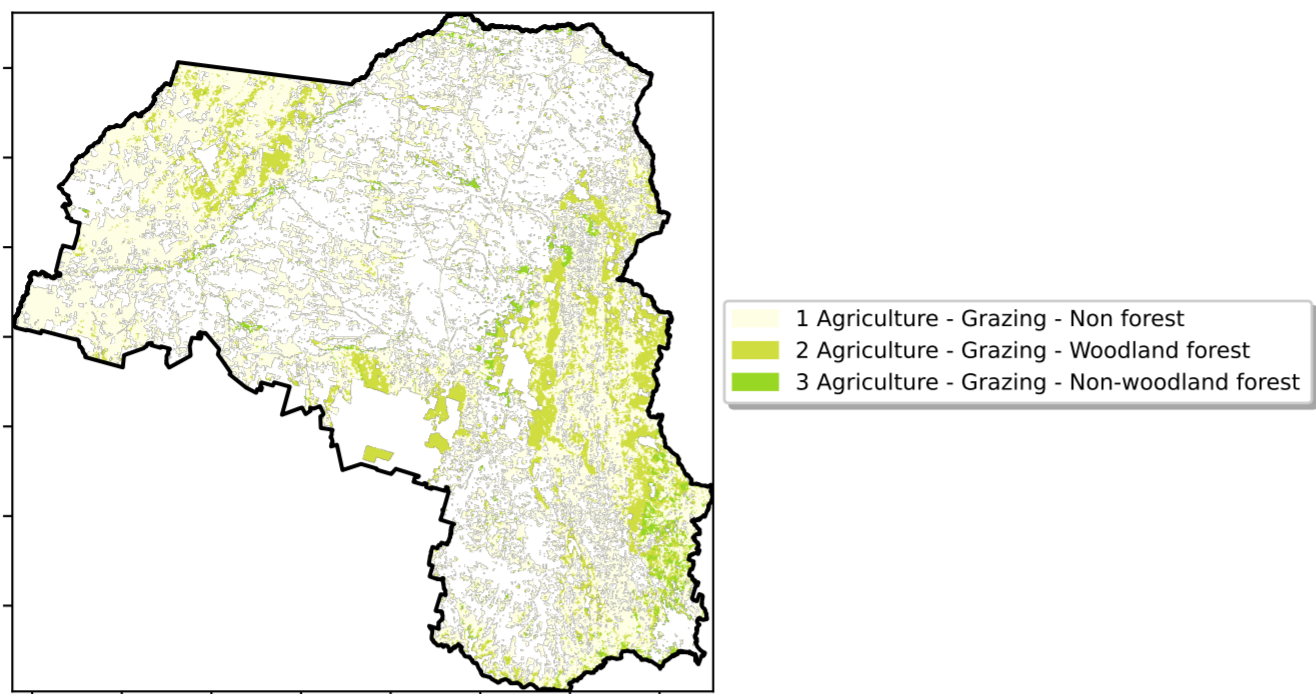 1 Agriculture - Grazing - Non forest
2 Agriculture - Grazing - Woodland forest
3 Agriculture - Grazing - Non-woodland forest